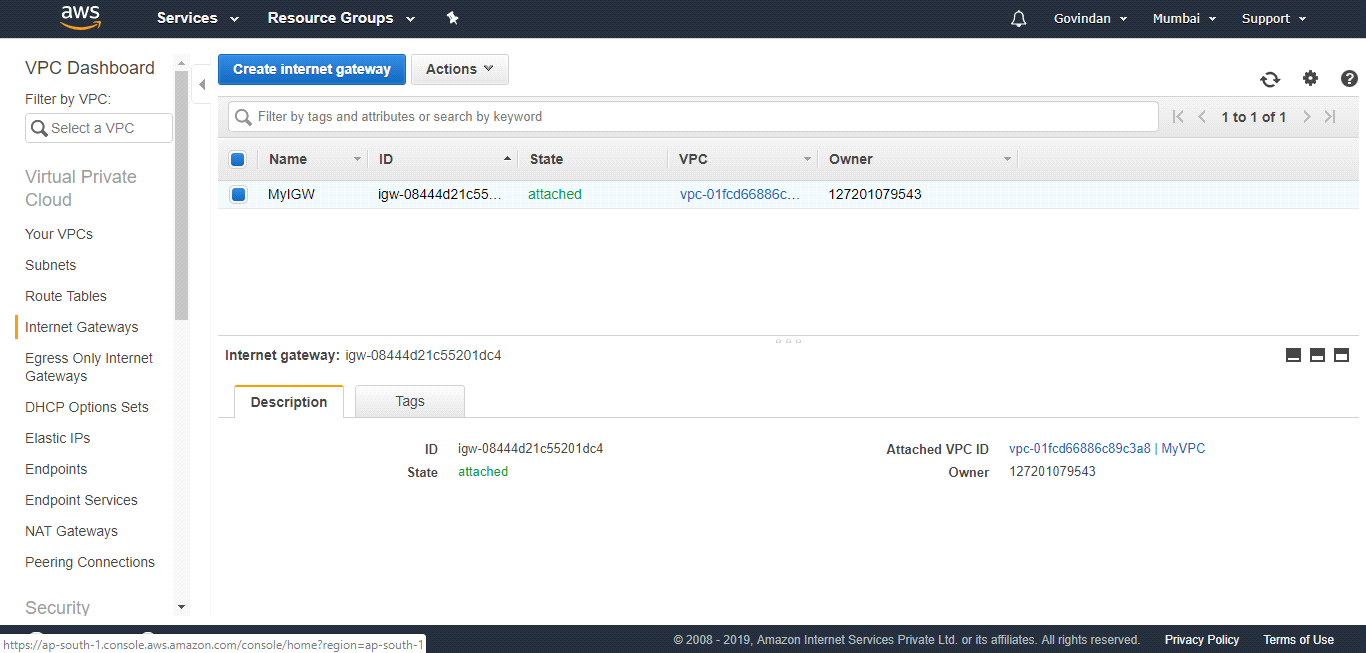 aws Services Resource Groups Govindan Mumbai Support
VPC Dashboard
Filter by VPC:
Select a VPC
Virtual Private
Cloud
Your VPCs
Subnets
Route Tables
Internet Gateways
Egress Only Internet
Gateways
DHCP Options Sets
Elastic IPs
Endpoints
Endpoint Services
NAT Gateways
Peering Connections
Security
Create internet gateway Actions
Filter by tags and attributes or search by keyword 1 to 1 of 1
Name ID State VPC Owner
MyIGW igw-08444d21c55... attached vpc-01fcd66886c... 127201079543
Internet gateway: igw-08444d21c55201dc4
Description Tags
ID igw-08444d21c55201dc4 Attached VPC ID vpc-01fcd66886c89c3a8 | MyVPC
State attached Owner 127201079543
© 2008 - 2019, Amazon Internet Services Private Ltd. or its affiliates. All rights reserved. Privacy Policy Terms of Use
https://ap-south-1.console.aws.amazon.com/console/home?region=ap-south-1